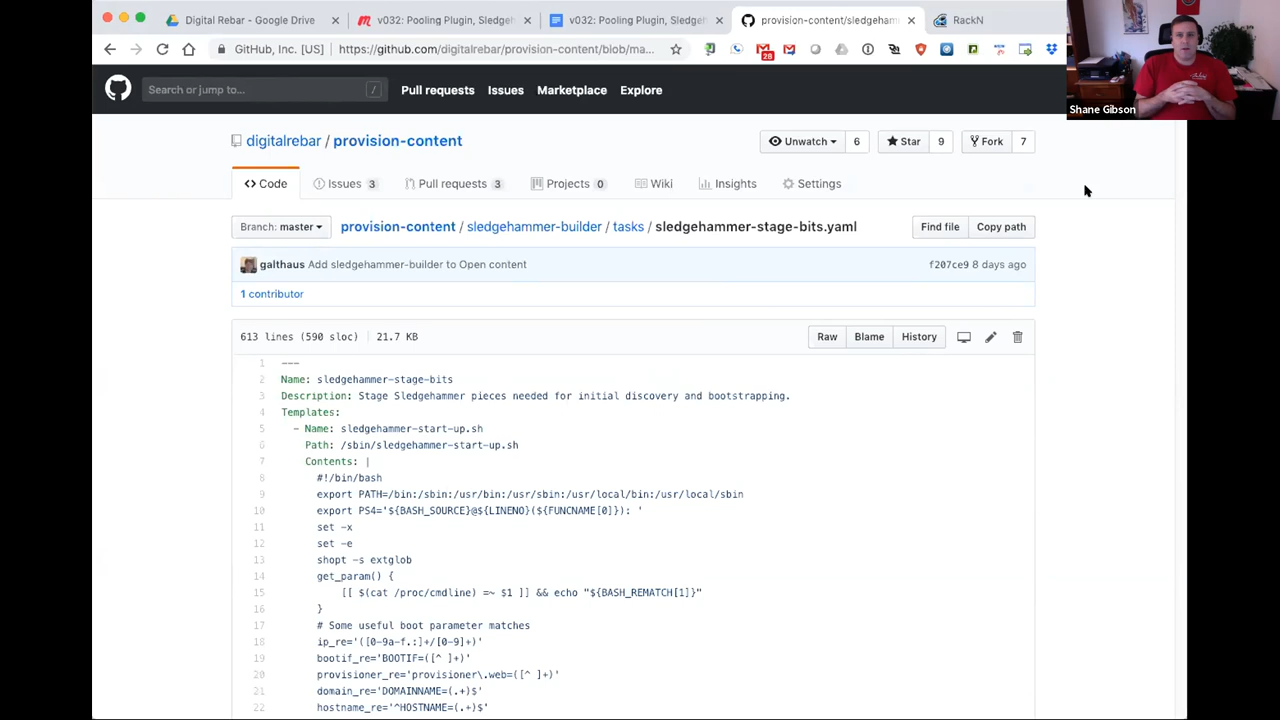 Digital Rebar - Google Drive
v032: Pooling Plugin, Sledgeh
v032: Pooling Plugin, Sledgef
provision-content/sledgeham
RackN
GitHub, Inc. [US]
https://github.com/digitalrebar/provision-content/blob/ma...
28
Shane Gibson
Search or jump to...
/
Pull requests
Issues
Marketplace
Explore
digitalrebar / provision-content
Unwatch 6
Star 9
Fork 7
Code
Issues 3
Pull requests 3
Projects 0
Wiki
Insights
Settings
Branch: master
provision-content / sledgehammer-builder / tasks / sledgehammer-stage-bits.yaml
Find file
Copy path
galthaus Add sledgehammer-builder to Open content
f207ce9 8 days ago
1 contributor
613 lines (590 sloc) 21.7 KB
Raw
Blame
History
1 ---
2 Name: sledgehammer-stage-bits
3 Description: Stage Sledgehammer pieces needed for initial discovery and bootstrapping.
4 Templates:
5 - Name: sledgehammer-start-up.sh
6 Path: /sbin/sledgehammer-start-up.sh
7 Contents: |
8 #!/bin/bash
9 export PATH=/bin:/sbin:/usr/bin:/usr/sbin:/usr/local/bin:/usr/local/sbin
10 export PS4='${BASH_SOURCE}@${LINENO}(${FUNCNAME[0]}): '
11 set -x
12 set -e
13 shopt -s extglob
14 get_param() {
15 [[ $(cat /proc/cmdline) =~ $1 ]] && echo "${BASH_REMATCH[1]}"
16 }
17 # Some useful boot parameter matches
18 ip_re='([0-9a-f.:]+/[0-9]+)'
19 bootif_re='BOOTIF=([^ ]+)'
20 provisioner_re='provisioner\.web=([^ ]+)'
21 domain_re='DOMAINNAME=(.+)$'
22 hostname_re='^HOSTNAME=(.+)$'